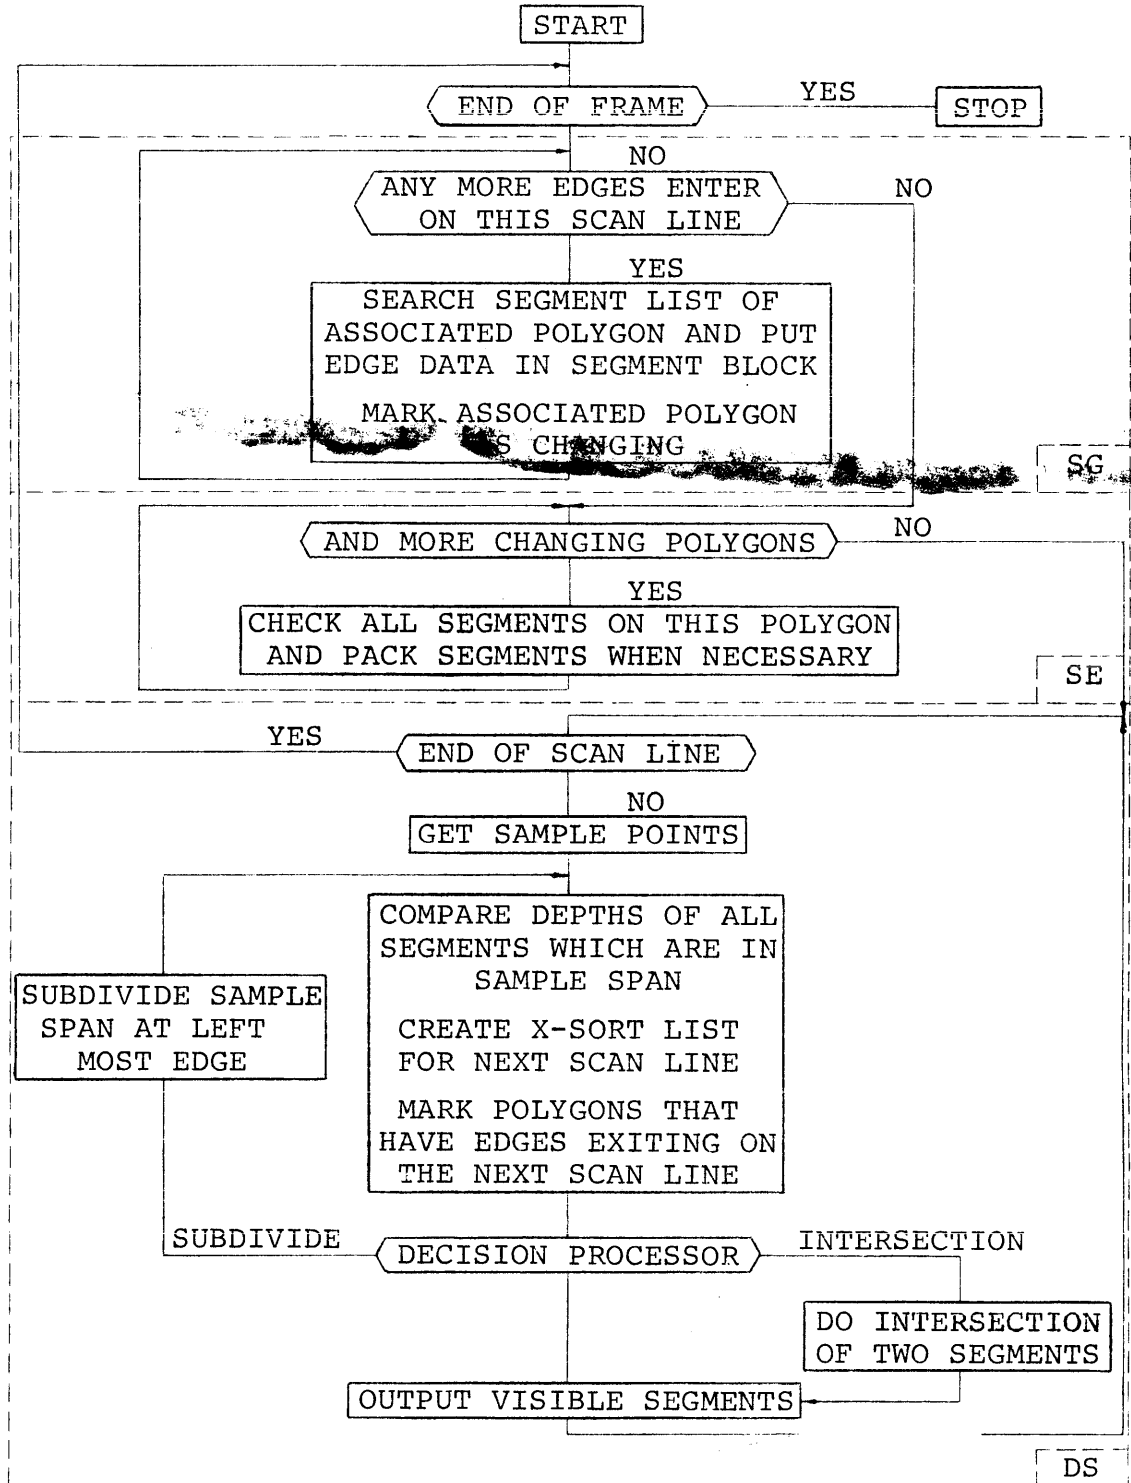 START
END OF FRAME
YES
STOP
NO
ANY MORE EDGES ENTER
ON THIS SCAN LINE
NO
YES
SEARCH SEGMENT LIST OF
ASSOCIATED POLYGON AND PUT
EDGE DATA IN SEGMENT BLOCK
MARK ASSOCIATED POLYGON
S CHANGING
SG
AND MORE CHANGING POLYGONS
NO
YES
CHECK ALL SEGMENTS ON THIS POLYGON
AND PACK SEGMENTS WHEN NECESSARY
SE
YES
END OF SCAN LINE
NO
GET SAMPLE POINTS
COMPARE DEPTHS OF ALL
SEGMENTS WHICH ARE IN
SAMPLE SPAN
CREATE X-SORT LIST
FOR NEXT SCAN LINE
MARK POLYGONS THAT
HAVE EDGES EXITING ON
THE NEXT SCAN LINE
SUBDIVIDE SAMPLE
SPAN AT LEFT
MOST EDGE
SUBDIVIDE
DECISION PROCESSOR
INTERSECTION
DO INTERSECTION
OF TWO SEGMENTS
OUTPUT VISIBLE SEGMENTS
DS